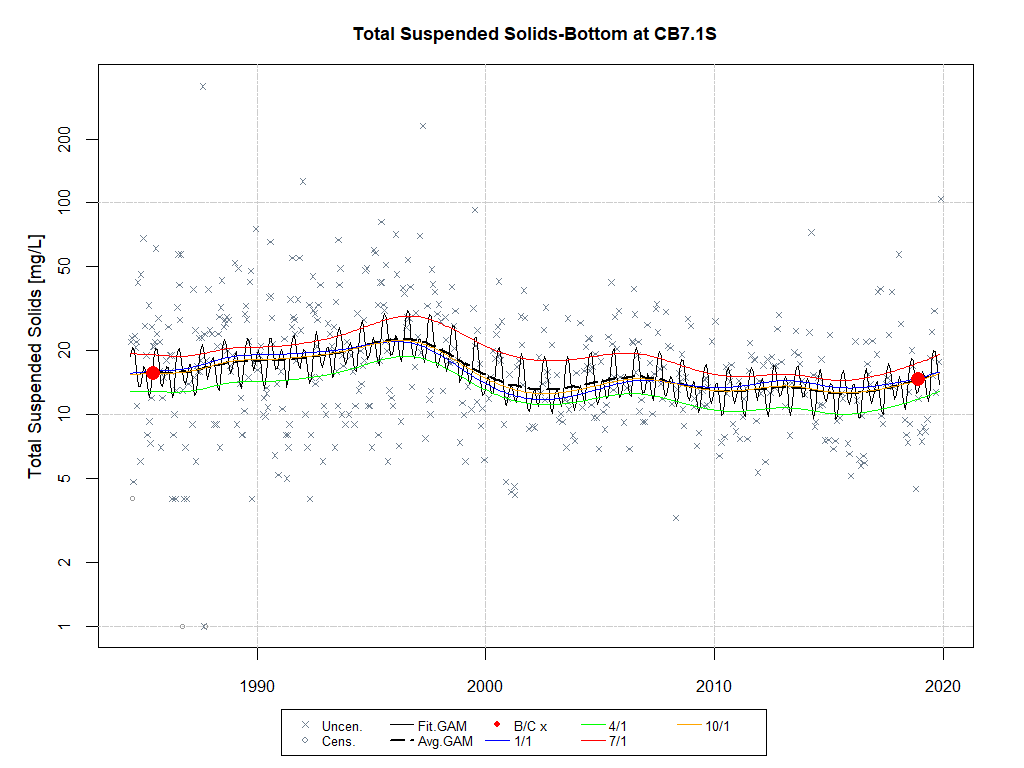 Total Suspended Solids-Bottom at CB7.1S
Total Suspended Solids [mg/L]
200
100
50
20
10
5
2
1
1990 2000 2010 2020
Uncen. Fit.GAM B/C x 4/1 10/1
Cens. Avg.GAM 1/1 7/1